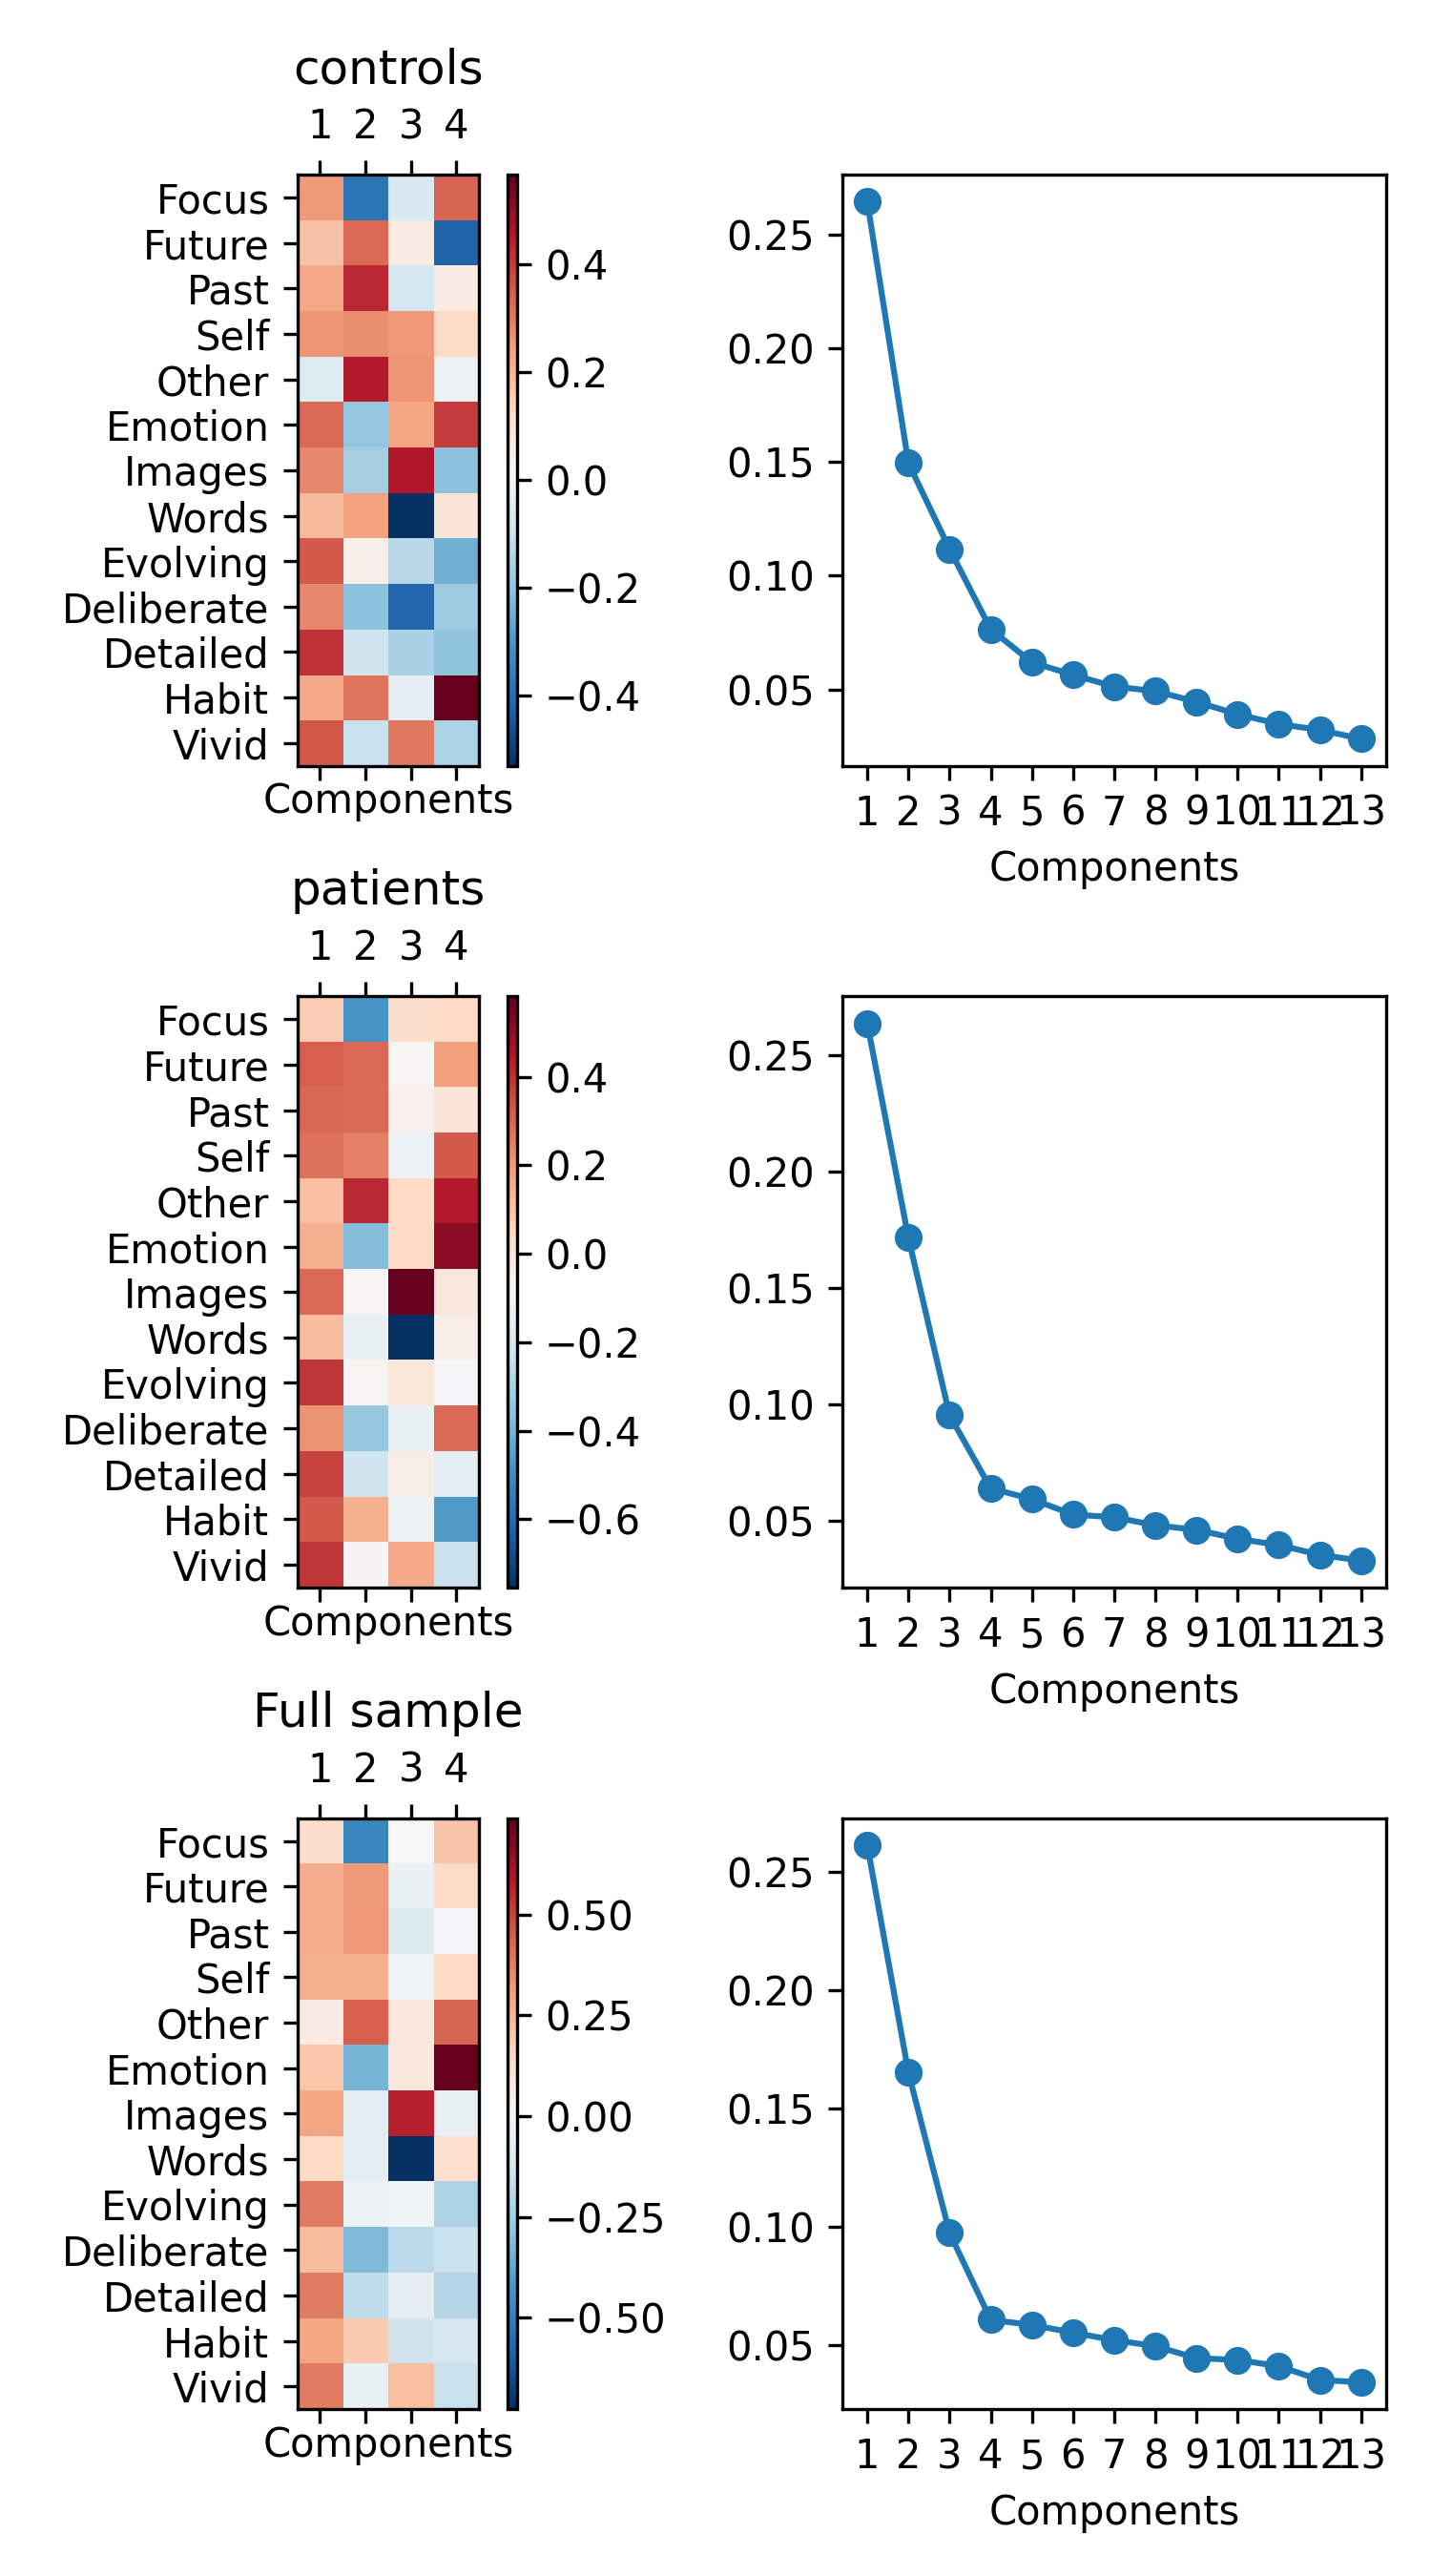 controls
1 2 3 4
Focus
Future
Past
Self
Other
Emotion
Images
Words
Evolving
Deliberate
Detailed
Habit
Vivid
Components
0.4
0.2
0.0
−0.2
−0.4
0.25
0.20
0.15
0.10
0.05
1 2 3 4 5 6 7 8 9 10 11 12 13
Components
patients
1 2 3 4
Focus
Future
Past
Self
Other
Emotion
Images
Words
Evolving
Deliberate
Detailed
Habit
Vivid
Components
0.4
0.2
0.0
−0.2
−0.4
−0.6
0.25
0.20
0.15
0.10
0.05
1 2 3 4 5 6 7 8 9 10 11 12 13
Components
Full sample
1 2 3 4
Focus
Future
Past
Self
Other
Emotion
Images
Words
Evolving
Deliberate
Detailed
Habit
Vivid
Components
0.50
0.25
0.00
−0.25
−0.50
0.25
0.20
0.15
0.10
0.05
1 2 3 4 5 6 7 8 9 10 11 12 13
Components